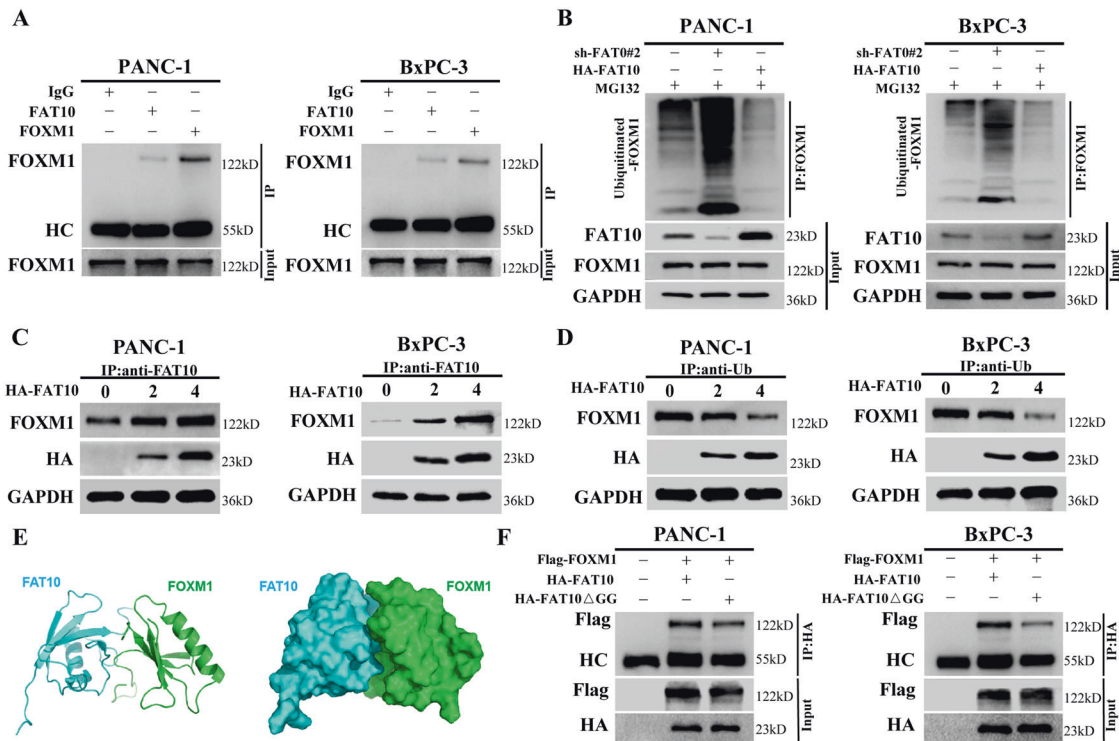 A
PANC-1
IgG + − −
FAT10 − + −
FOXM1 − − +
FOXM1 122kD
HC 55kD
IP
FOXM1 122kD
Input
BxPC-3
IgG + − −
FAT10 − + −
FOXM1 − − +
FOXM1 122kD
HC 55kD
IP
FOXM1 122kD
Input
B
PANC-1
sh-FAT0#2 − + −
HA-FAT10 − − +
MG132 + + +
Ubiquitinated
-FOXM1
IP:FOXM1
FAT10 23kD
FOXM1 122kD
GAPDH 36kD
Input
BxPC-3
sh-FAT0#2 − + −
HA-FAT10 − − +
MG132 + + +
Ubiquitinated
-FOXM1
IP:FOXM1
FAT10 23kD
FOXM1 122kD
GAPDH 36kD
Input
C
PANC-1
IP:anti-FAT10
HA-FAT10 0 2 4
FOXM1 122kD
HA 23kD
GAPDH 36kD
BxPC-3
IP:anti-FAT10
HA-FAT10 0 2 4
FOXM1 122kD
HA 23kD
GAPDH 36kD
D
PANC-1
IP:anti-Ub
HA-FAT10 0 2 4
FOXM1 122kD
HA 23kD
GAPDH 36kD
BxPC-3
IP:anti-Ub
HA-FAT10 0 2 4
FOXM1 122kD
HA 23kD
GAPDH 36kD
E
FAT10 FOXM1
FAT10 FOXM1
F
PANC-1
Flag-FOXM1 − + +
HA-FAT10 − + −
HA-FAT10△GG − − +
Flag 122kD
HC 55kD
IP:HA
Flag 122kD
HA 23kD
Input
BxPC-3
Flag-FOXM1 − + +
HA-FAT10 − + −
HA-FAT10△GG − − +
Flag 122kD
HC 55kD
IP:HA
Flag 122kD
HA 23kD
Input